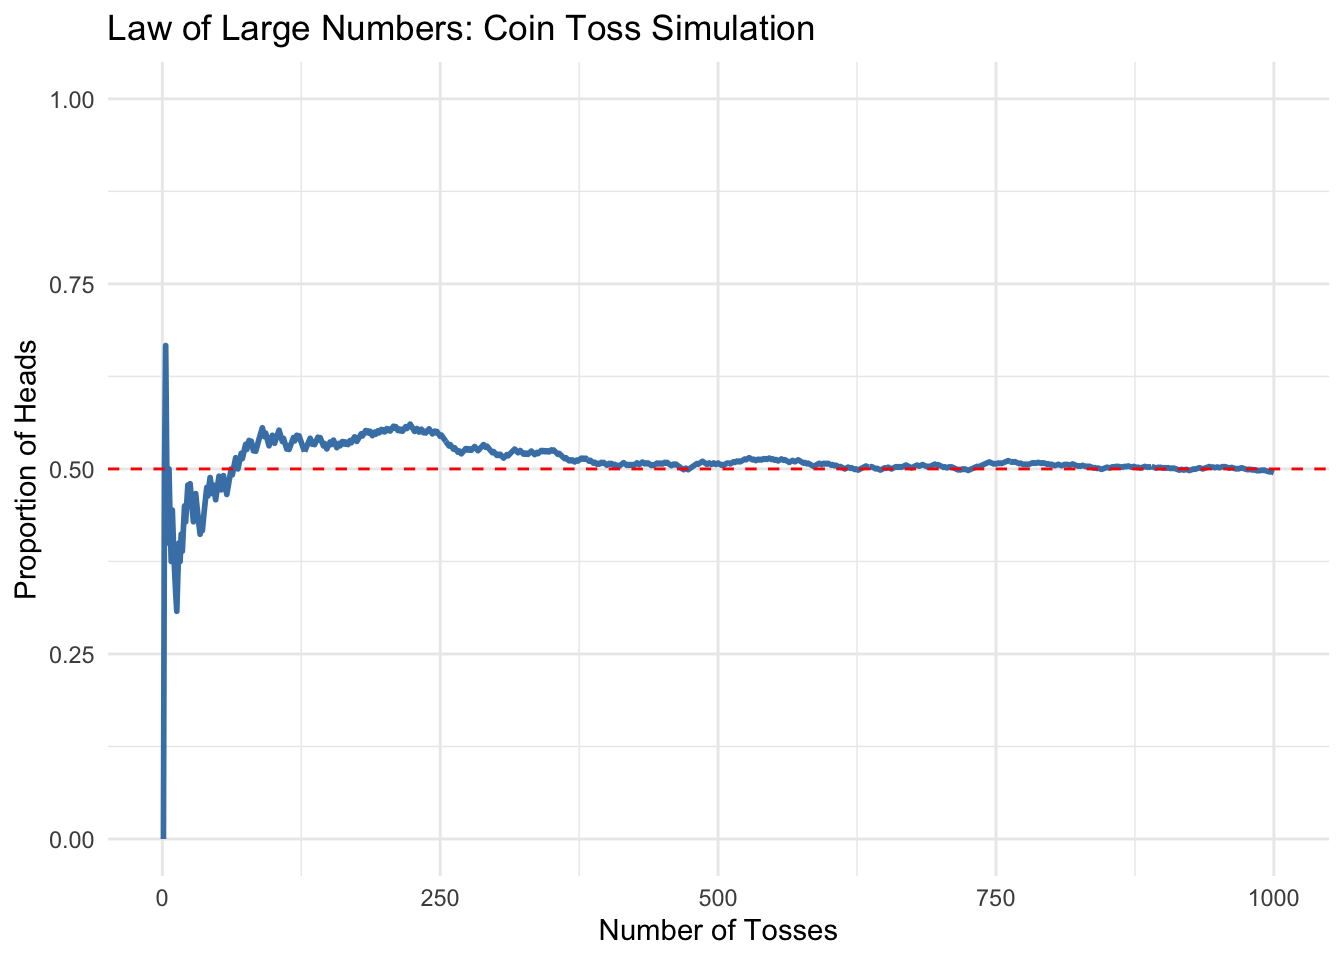 Law of Large Numbers: Coin Toss Simulation
Proportion of Heads
1.00
0.75
0.50
0.25
0.00
0 250 500 750 1000
Number of Tosses